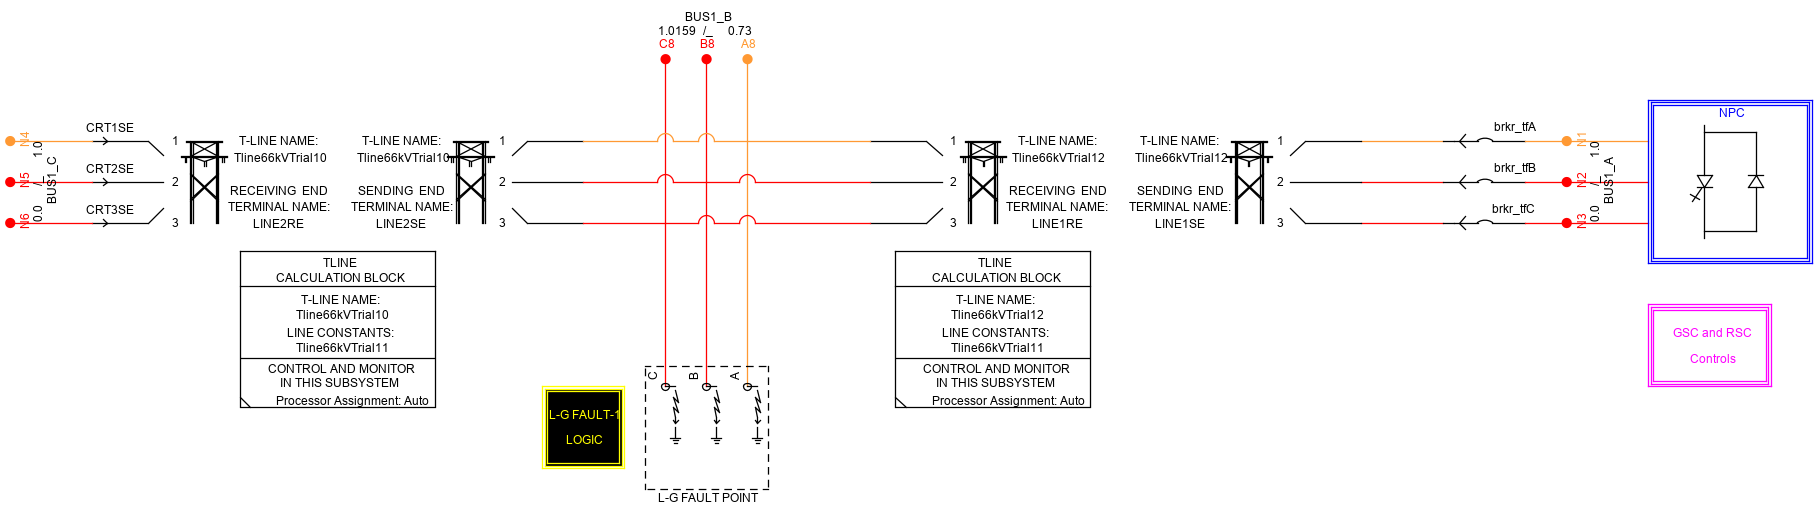 BUS1_B
1.0159 /_ 0.73
C8 B8 A8
N4
N5
N6
0.0 /_ 1.0
BUS1_C
CRT1SE
CRT2SE
CRT3SE
1
2
3
T-LINE NAME:
Tline66kVTrial10
RECEIVING END
TERMINAL NAME:
LINE2RE
T-LINE NAME:
Tline66kVTrial10
SENDING END
TERMINAL NAME:
LINE2SE
1
2
3
1
2
3
T-LINE NAME:
Tline66kVTrial12
RECEIVING END
TERMINAL NAME:
LINE1RE
T-LINE NAME:
Tline66kVTrial12
SENDING END
TERMINAL NAME:
LINE1SE
1
2
3
brkr_tfA
brkr_tfB
brkr_tfC
N1
N2
N3
0.0 /_ 1.0
BUS1_A
NPC
TLINE
CALCULATION BLOCK
T-LINE NAME:
Tline66kVTrial10
LINE CONSTANTS:
Tline66kVTrial11
CONTROL AND MONITOR
IN THIS SUBSYSTEM
Processor Assignment: Auto
L-G FAULT-1
LOGIC
C B A
L-G FAULT POINT
TLINE
CALCULATION BLOCK
T-LINE NAME:
Tline66kVTrial12
LINE CONSTANTS:
Tline66kVTrial11
CONTROL AND MONITOR
IN THIS SUBSYSTEM
Processor Assignment: Auto
GSC and RSC
Controls